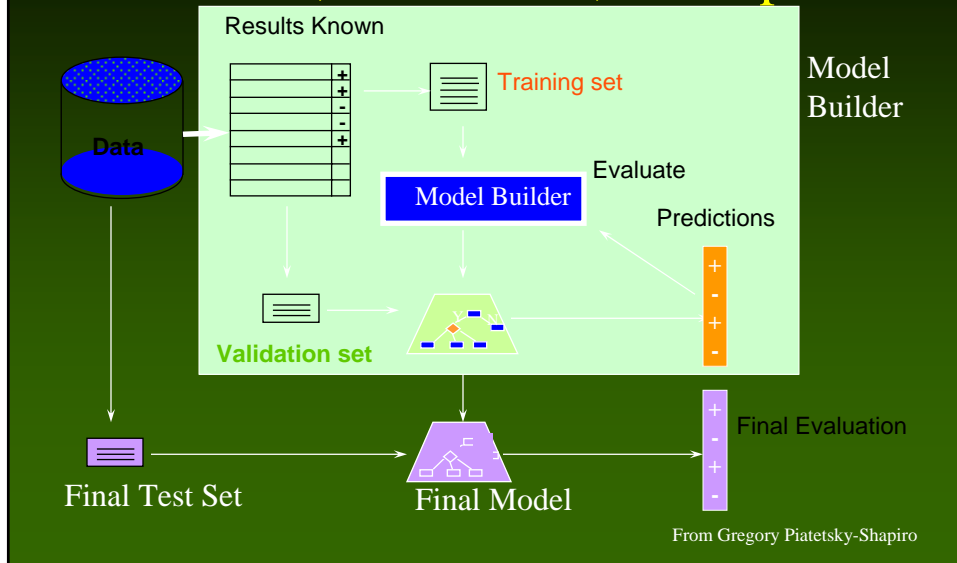 Results Known
+
+
-
-
+
Data
Training set
Model
Builder
Evaluate
Model Builder
Predictions
+
-
+
-
Y N
Validation set
+
-
+
-
Final Evaluation
Final Test Set
Final Model
From Gregory Piatetsky-Shapiro